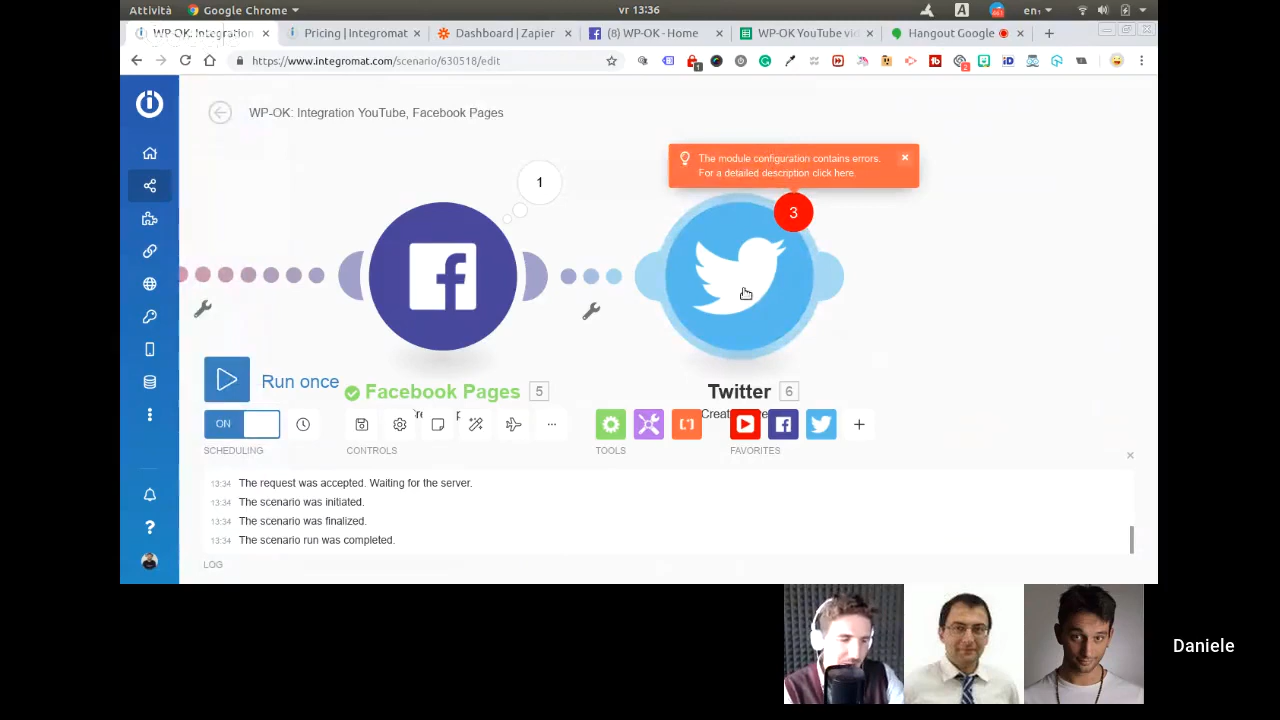 Attività
Google Chrome
vr 13:36
A
en₁
WP-OK: Integration
Pricing | Integromat
Dashboard | Zapier
(8) WP-OK - Home
WP-OK YouTube vid
Hangout Google
https://www.integromat.com/scenario/630518/edit
WP-OK: Integration YouTube, Facebook Pages
The module configuration contains errors.
For a detailed description click here.
1
3
Run once
Facebook Pages 5
Twitter 6
ON
SCHEDULING
CONTROLS
TOOLS
FAVORITES
13:34 The request was accepted. Waiting for the server.
13:34 The scenario was initiated.
13:34 The scenario was finalized.
13:34 The scenario run was completed.
LOG
Daniele